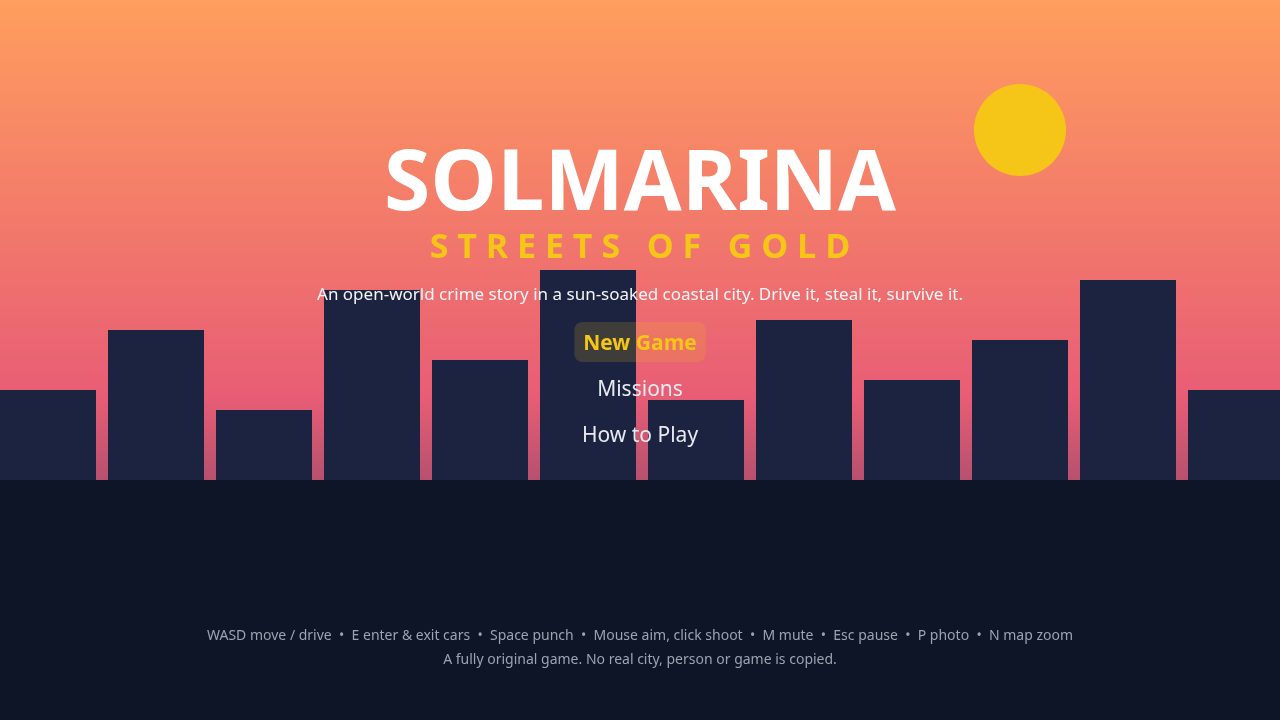 SOLMARINA
STREETS OF GOLD
An open-world crime story in a sun-soaked coastal city. Drive it, steal it, survive it.
New Game
Missions
How to Play
WASD move / drive • E enter & exit cars • Space punch • Mouse aim, click shoot • M mute • Esc pause • P photo • N map zoom
A fully original game. No real city, person or game is copied.